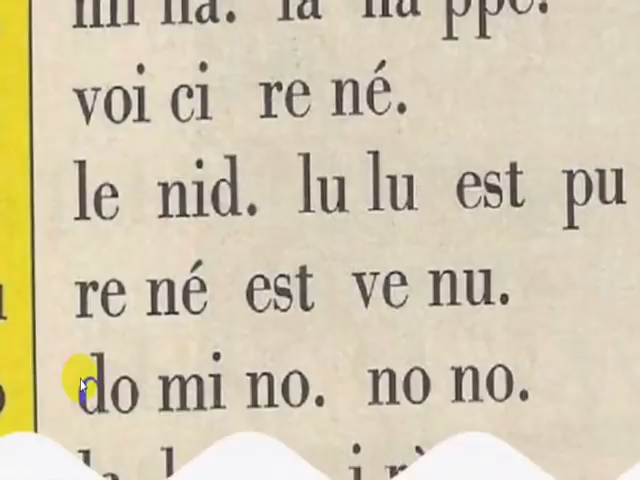 voi ci re né.
le nid. lu lu est pu
re né est ve nu.
do mi no. no no.